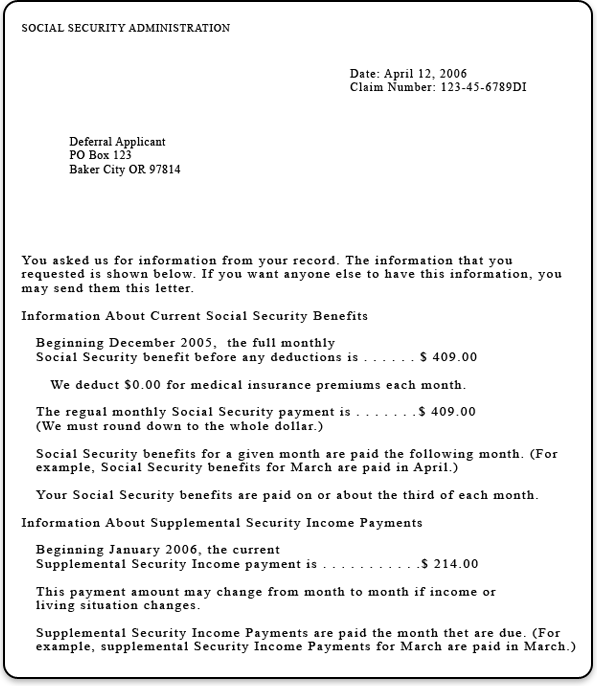 SOCIAL SECURITY ADMINISTRATION
Date: April 12, 2006
Claim Number: 123-45-6789DI
Deferral Applicant
PO Box 123
Baker City OR 97814
You asked us for information from your record. The information that you
requested is shown below. If you want anyone else to have this information, you
may send them this letter.
Information About Current Social Security Benefits
Beginning December 2005,  the full monthly
Social Security benefit before any deductions is . . . . . . $ 409.00
We deduct $0.00 for medical insurance premiums each month.
The regual monthly Social Security payment is . . . . . . . $ 409.00
(We must round down to the whole dollar.)
Social Security benefits for a given month are paid the following month. (For
example, Social Security benefits for March are paid in April.)
Your Social Security benefits are paid on or about the third of each month.
Information About Supplemental Security Income Payments
Beginning January 2006, the current
Supplemental Security Income payment is . . . . . . . . . . .$ 214.00
This payment amount may change from month to month if income or
living situation changes.
Supplemental Security Income Payments are paid the month thet are due. (For
example, supplemental Security Income Payments for March are paid in March.)